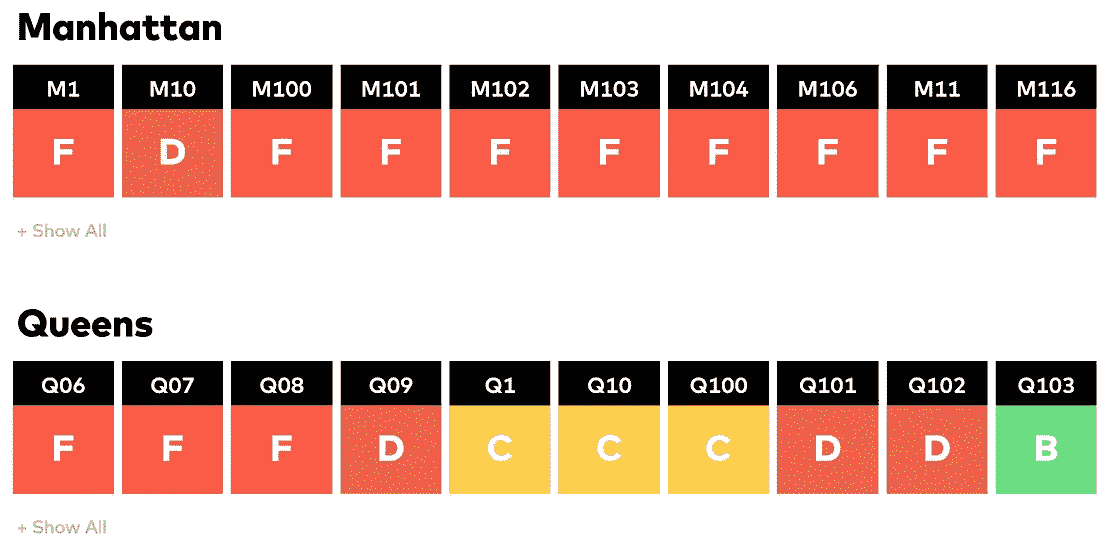 Manhattan
M1 M10 M100 M101 M102 M103 M104 M106 M11 M116
F D F F F F F F F F
+ Show All
Queens
Q06 Q07 Q08 Q09 Q1 Q10 Q100 Q101 Q102 Q103
F F F D C C C D D B
+ Show All